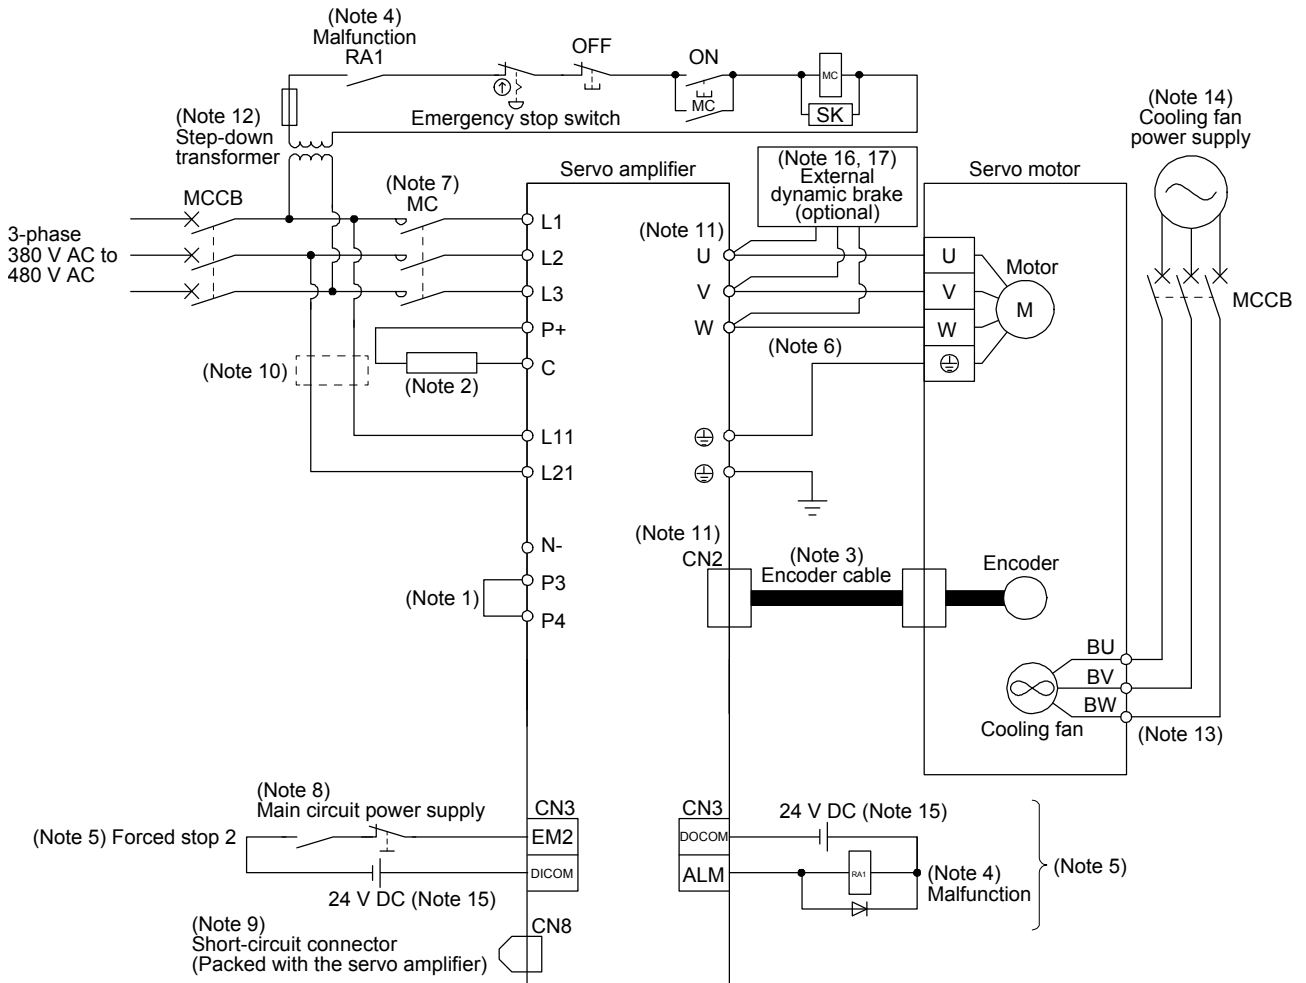 (Note 4)
Malfunction
RA1
OFF
ON
MC
MC
SK
Emergency stop switch
(Note 12)
Step-down
transformer
(Note 14)
Cooling fan
power supply
MCCB
(Note 7)
MC
Servo amplifier
(Note 16, 17)
External
dynamic brake
(optional)
Servo motor
3-phase
380 V AC to
480 V AC
L1
L2
L3
P+
C
(Note 11)
U
V
W
U
V
W
Motor
M
MCCB
(Note 10)
(Note 2)
(Note 6)
L11
L21
N-
P3
P4
(Note 1)
(Note 11)
CN2
(Note 3)
Encoder cable
Encoder
BU
BV
BW
Cooling fan
(Note 13)
(Note 8)
Main circuit power supply
(Note 5) Forced stop 2
24 V DC (Note 15)
CN3
EM2
DICOM
CN3
DOCOM
ALM
24 V DC (Note 15)
RA1
(Note 4)
Malfunction
(Note 5)
(Note 9)
Short-circuit connector
(Packed with the servo amplifier)
CN8